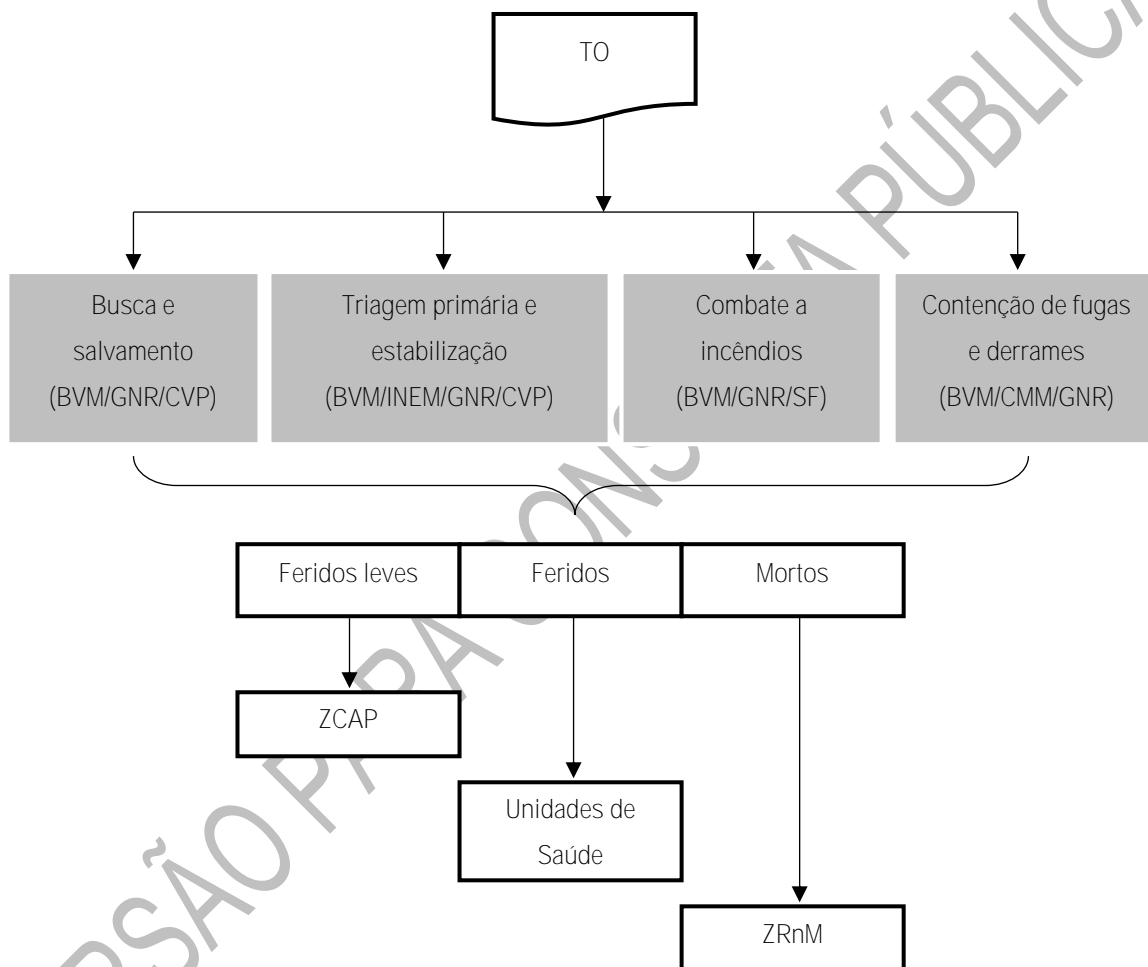 TO
Busca e
salvamento
(BVM/GNR/CVP)
Triagem primária e
estabilização
(BVM/INEM/GNR/CVP)
Combate a
incêndios
(BVM/GNR/SF)
Contenção de fugas
e derrames
(BVM/CMM/GNR)
Feridos leves
Feridos
Mortos
ZCAP
Unidades de
Saúde
ZRnM